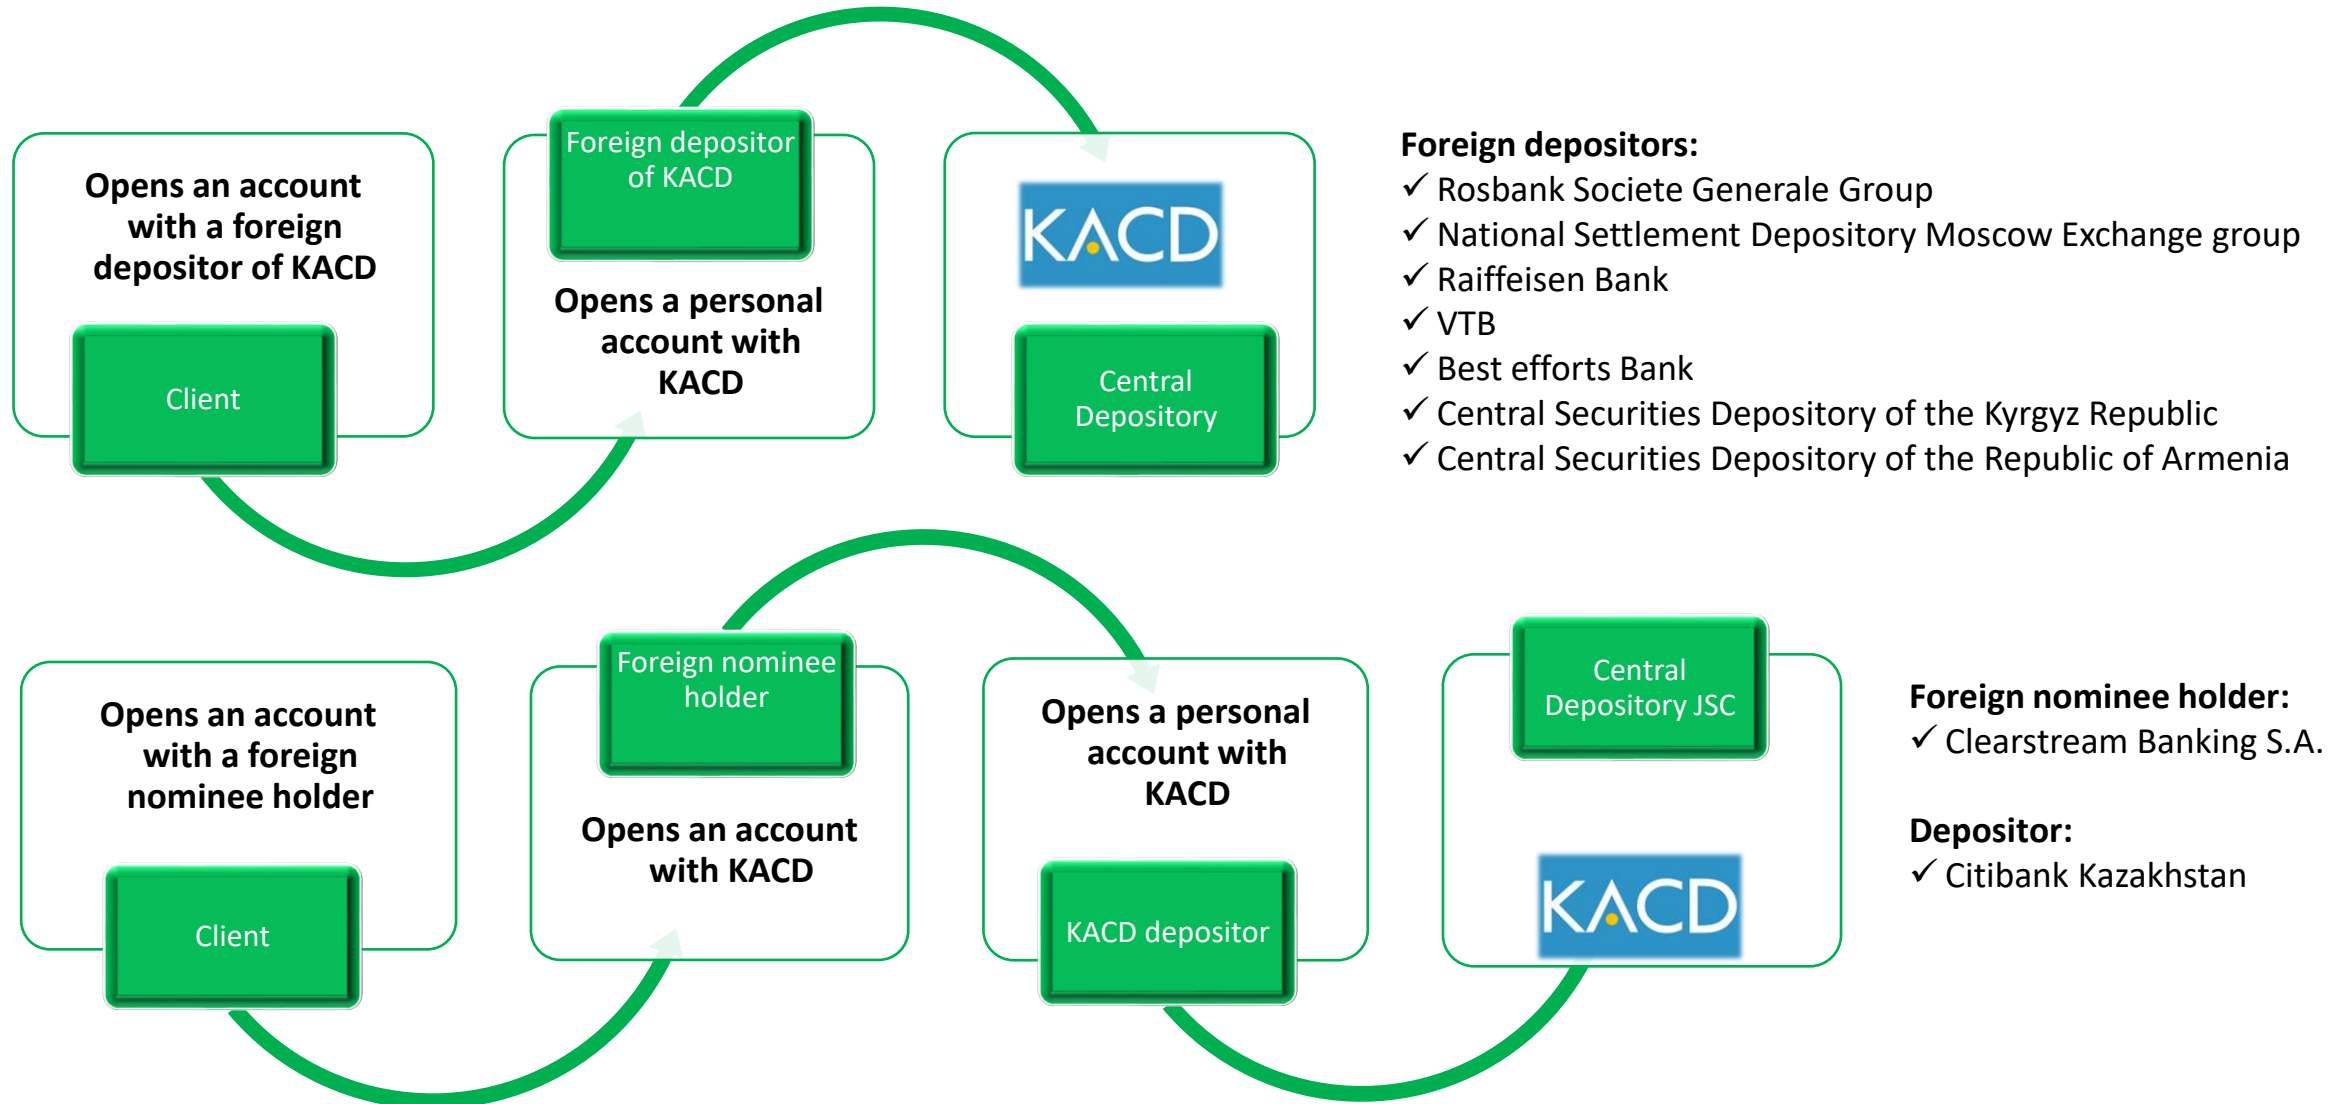 Opens an account
with a foreign
depositor of KACD
Client
Foreign depositor
of KACD
Opens a personal
account with
KACD
KACD
Central
Depository
Foreign depositors:
✓ Rosbank Societe Generale Group
✓ National Settlement Depository Moscow Exchange group
✓ Raiffeisen Bank
✓ VTB
✓ Best efforts Bank
✓ Central Securities Depository of the Kyrgyz Republic
✓ Central Securities Depository of the Republic of Armenia
Opens an account
with a foreign
nominee holder
Client
Foreign nominee
holder
Opens an account
with KACD
Opens a personal
account with
KACD
KACD depositor
Central
Depository JSC
KACD
Foreign nominee holder:
✓ Clearstream Banking S.A.
Depositor:
✓ Citibank Kazakhstan